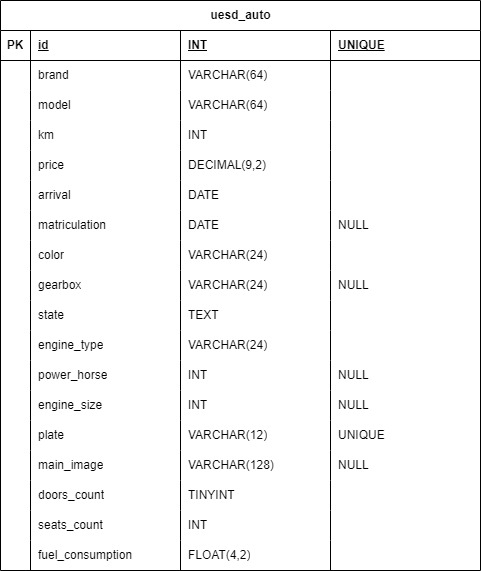 uesd_auto
PK id INT UNIQUE
brand VARCHAR(64)
model VARCHAR(64)
km INT
price DECIMAL(9,2)
arrival DATE
matriculation DATE NULL
color VARCHAR(24)
gearbox VARCHAR(24) NULL
state TEXT
engine_type VARCHAR(24)
power_horse INT NULL
engine_size INT NULL
plate VARCHAR(12) UNIQUE
main_image VARCHAR(128) NULL
doors_count TINYINT
seats_count INT
fuel_consumption FLOAT(4,2)